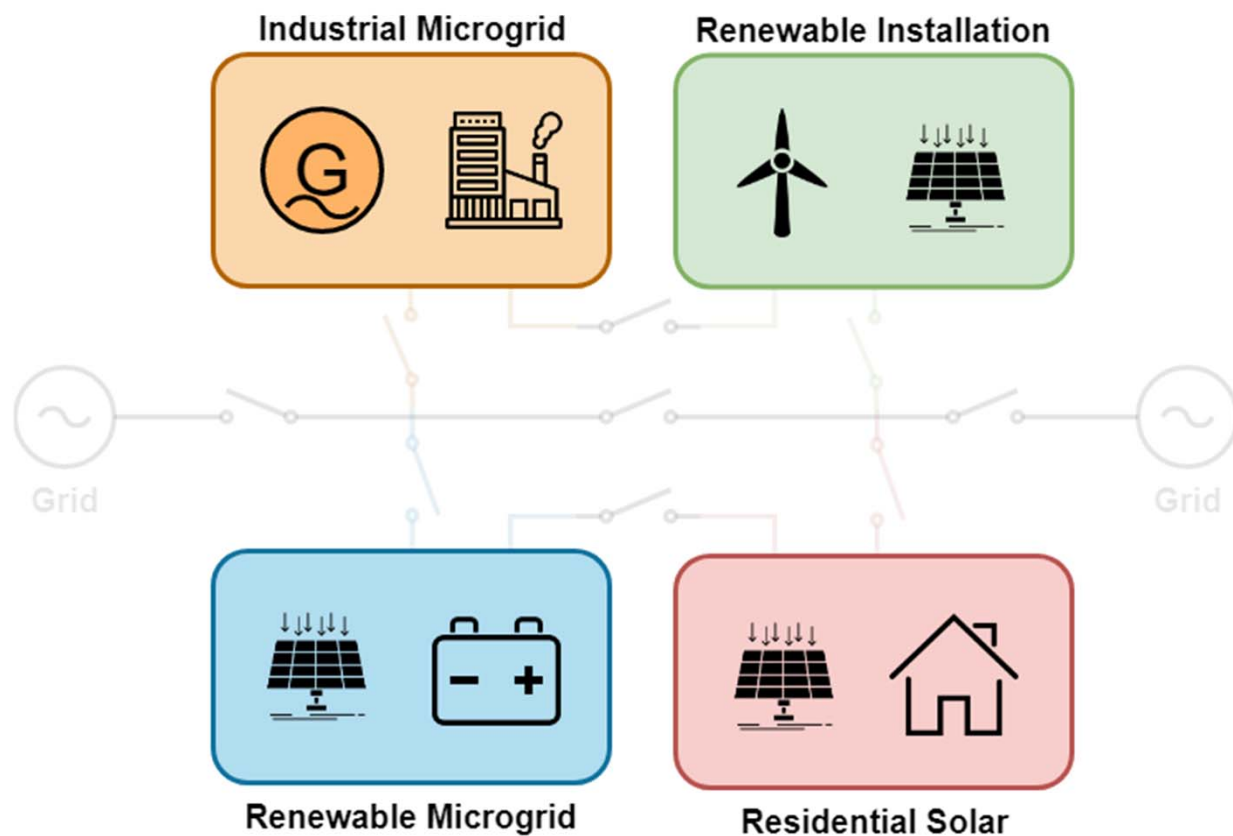 Industrial Microgrid
Renewable Installation
G
Grid
Grid
Renewable Microgrid
Residential Solar